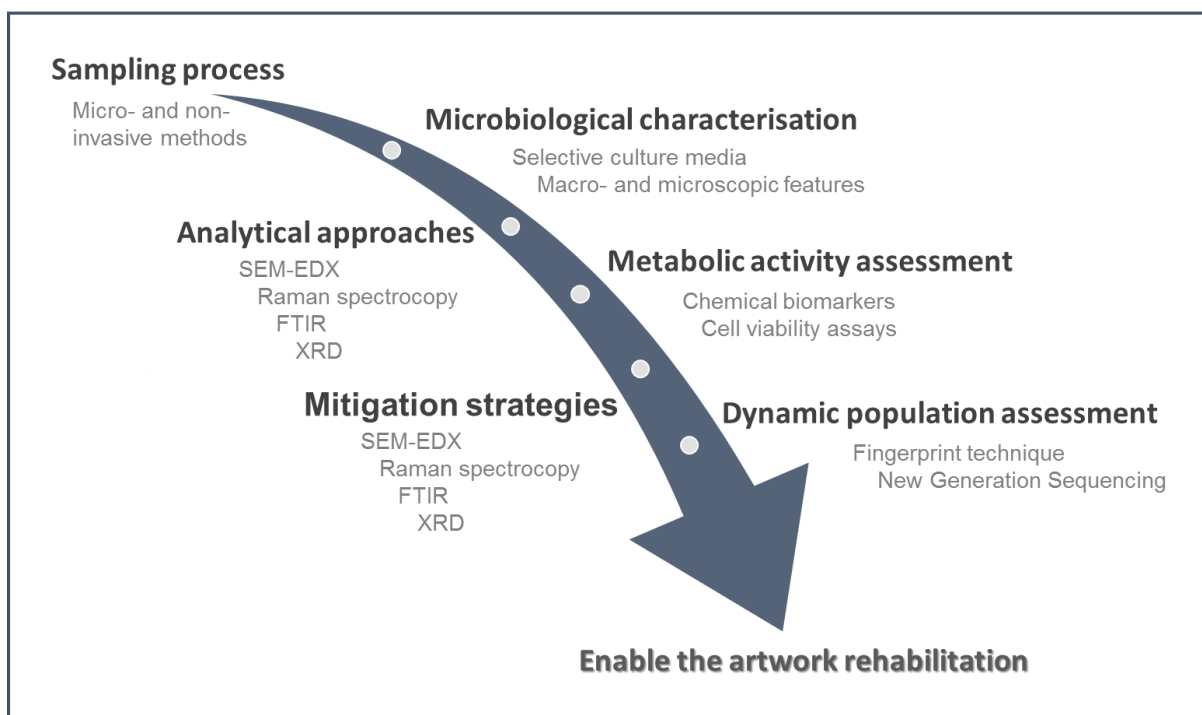 Sampling process
Micro- and non-
invasive methods
Microbiological characterisation
Selective culture media
Macro- and microscopic features
Analytical approaches
SEM-EDX
Raman spectrocopy
FTIR
XRD
Metabolic activity assessment
Chemical biomarkers
Cell viability assays
Mitigation strategies
SEM-EDX
Raman spectrocopy
FTIR
XRD
Dynamic population assessment
Fingerprint technique
New Generation Sequencing
Enable the artwork rehabilitation